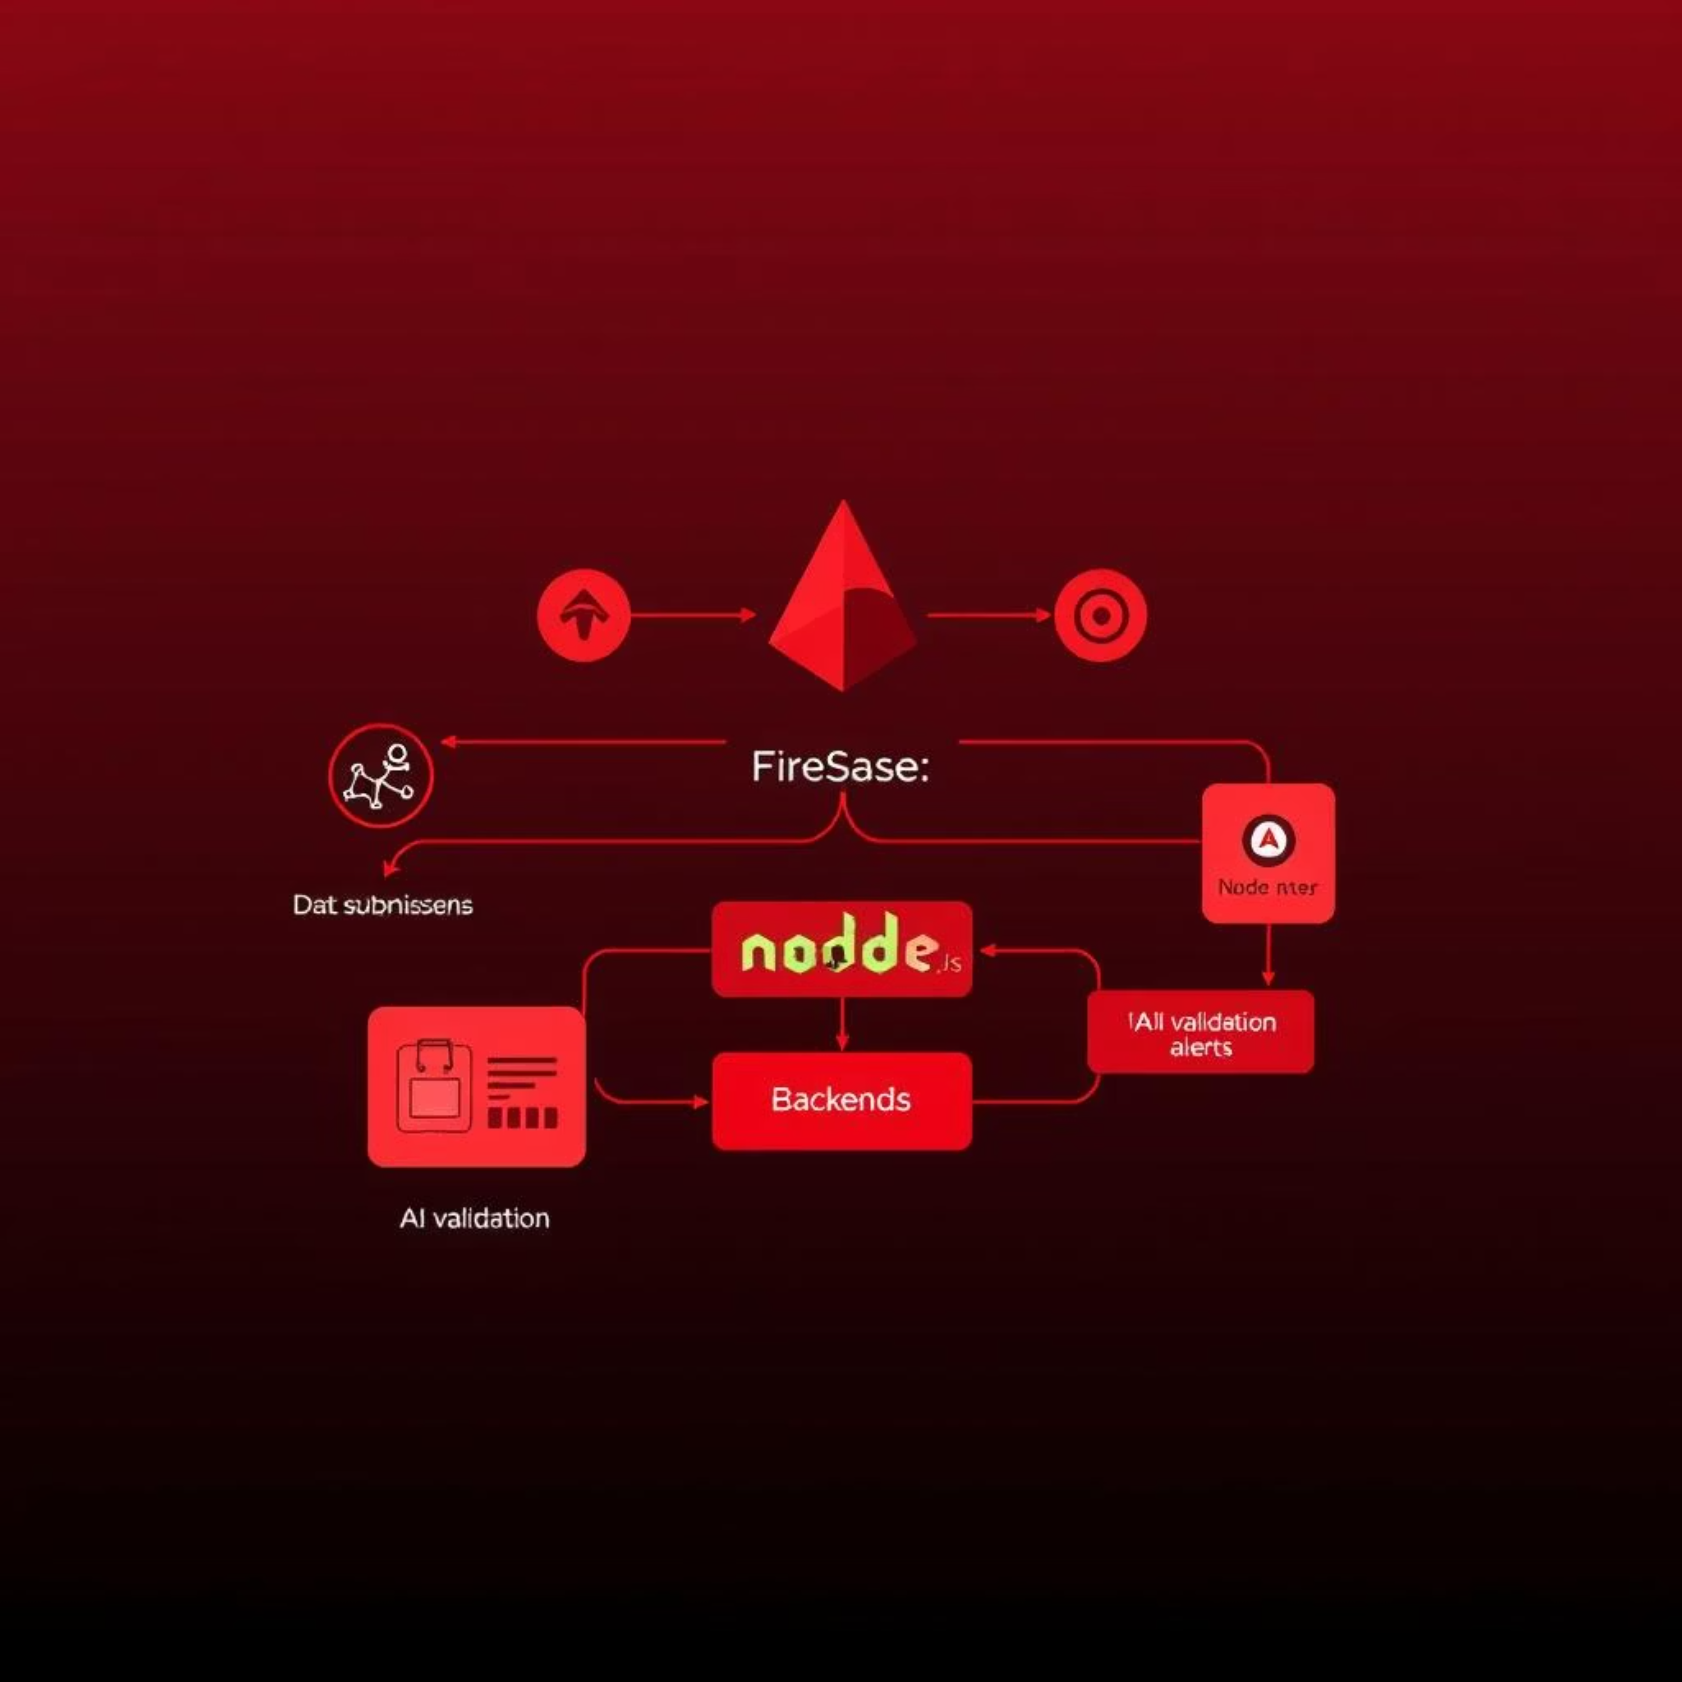 FireSase:
Dat subnissens
Node nter
nodde.js
!All validation
alerts
Backends
AI validation